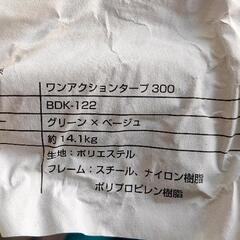 ワンアクションタープ300
BDK-122
グリーン×ベージュ
約14.1kg
生地：ポリエステル
フレーム：スチール、ナイロン樹脂
ポリプロピレン樹脂